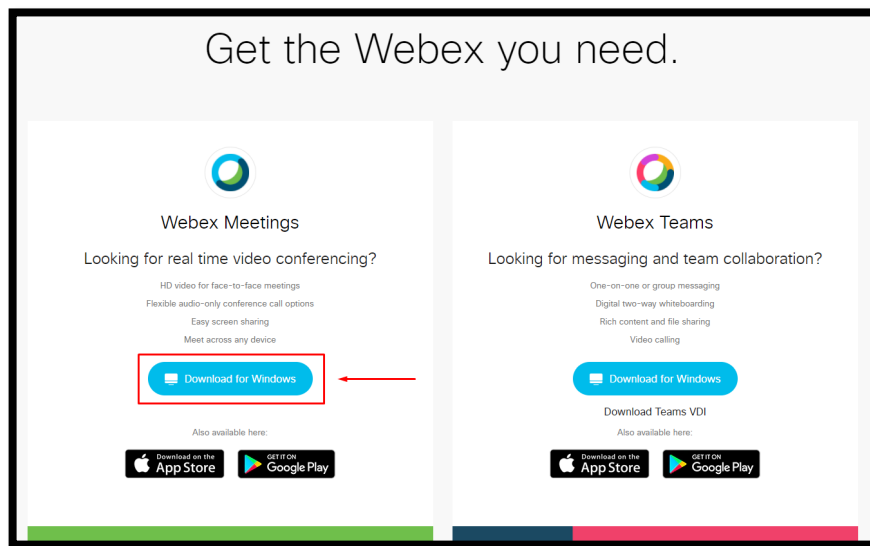 Get the Webex you need.
Webex Meetings
Looking for real time video conferencing?
HD video for face-to-face meetings
Flexible audio-only conference call options
Easy screen sharing
Meet across any device
Download for Windows
Also available here:
Download on the
App Store
GET IT ON
Google Play
Webex Teams
Looking for messaging and team collaboration?
One-on-one or group messaging
Digital two-way whiteboarding
Rich content and file sharing
Video calling
Download for Windows
Download Teams VDI
Also available here:
Download on the
App Store
GET IT ON
Google Play